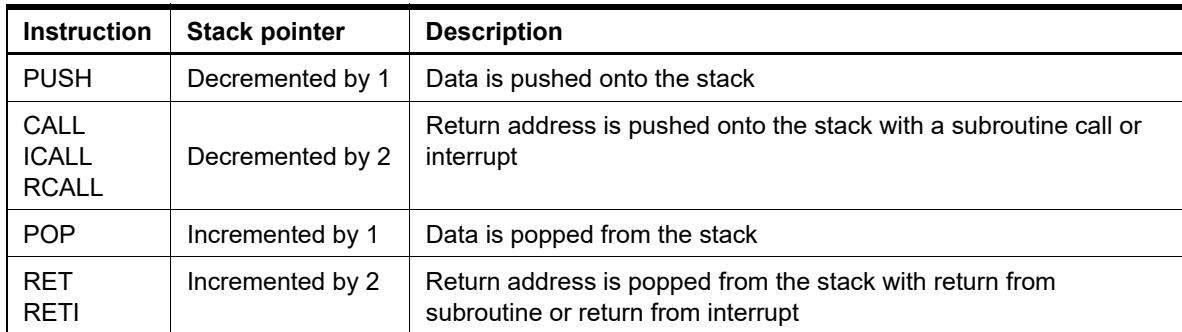 Instruction Stack pointer Description
PUSH Decremented by 1 Data is pushed onto the stack
CALL
ICALL
RCALL
Decremented by 2
Return address is pushed onto the stack with a subroutine call or
interrupt
POP Incremented by 1 Data is popped from the stack
RET
RETI
Incremented by 2
Return address is popped from the stack with return from
subroutine or return from interrupt